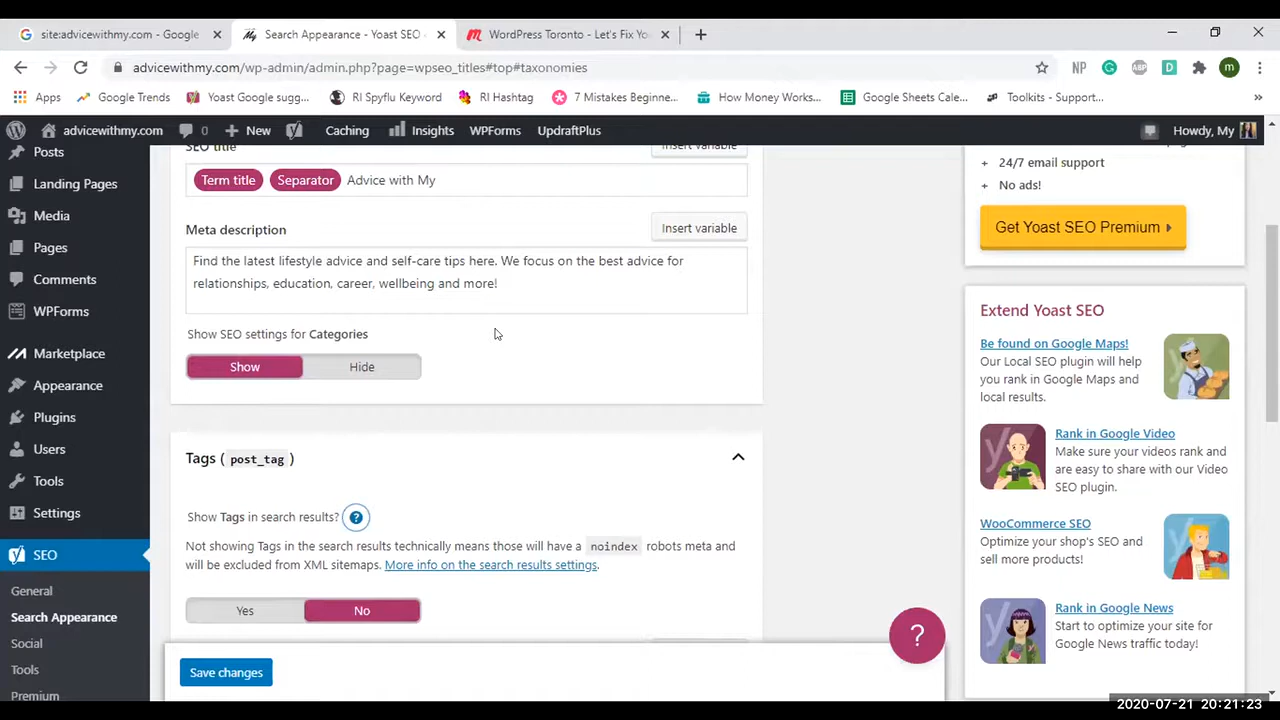 site:advicewithmy.com - Google
Search Appearance - Yoast SEO
WordPress Toronto - Let's Fix Yo
advicewithmy.com/wp-admin/admin.php?page=wpseo_titles#top#taxonomies
NP
ABP
D
m
Apps
Google Trends
Yoast Google sugg...
RI Spyflu Keyword
RI Hashtag
7 Mistakes Beginne...
How Money Works...
Google Sheets Cale...
Toolkits - Support...
»
advicewithmy.com
0
+ New
Caching
Insights
WPForms
UpdraftPlus
Howdy, My
Posts
Landing Pages
Media
Pages
Comments
WPForms
Marketplace
Appearance
Plugins
Users
Tools
Settings
SEO
General
Search Appearance
Social
Tools
Premium
SEO title
Insert variable
Term title Separator Advice with My
Meta description
Insert variable
Find the latest lifestyle advice and self-care tips here. We focus on the best advice for
relationships, education, career, wellbeing and more!
Show SEO settings for Categories
Show Hide
Tags ( post_tag )
Show Tags in search results? ?
Not showing Tags in the search results technically means those will have a noindex robots meta and
will be excluded from XML sitemaps. More info on the search results settings.
Yes No
Save changes
?
+ 24/7 email support
+ No ads!
Get Yoast SEO Premium
Extend Yoast SEO
Be found on Google Maps!
Our Local SEO plugin will help
you rank in Google Maps and
local results.
Rank in Google Video
Make sure your videos rank and
are easy to share with our Video
SEO plugin.
WooCommerce SEO
Optimize your shop's SEO and
sell more products!
Rank in Google News
Start to optimize your site for
Google News traffic today!
2020-07-21 20:21:23